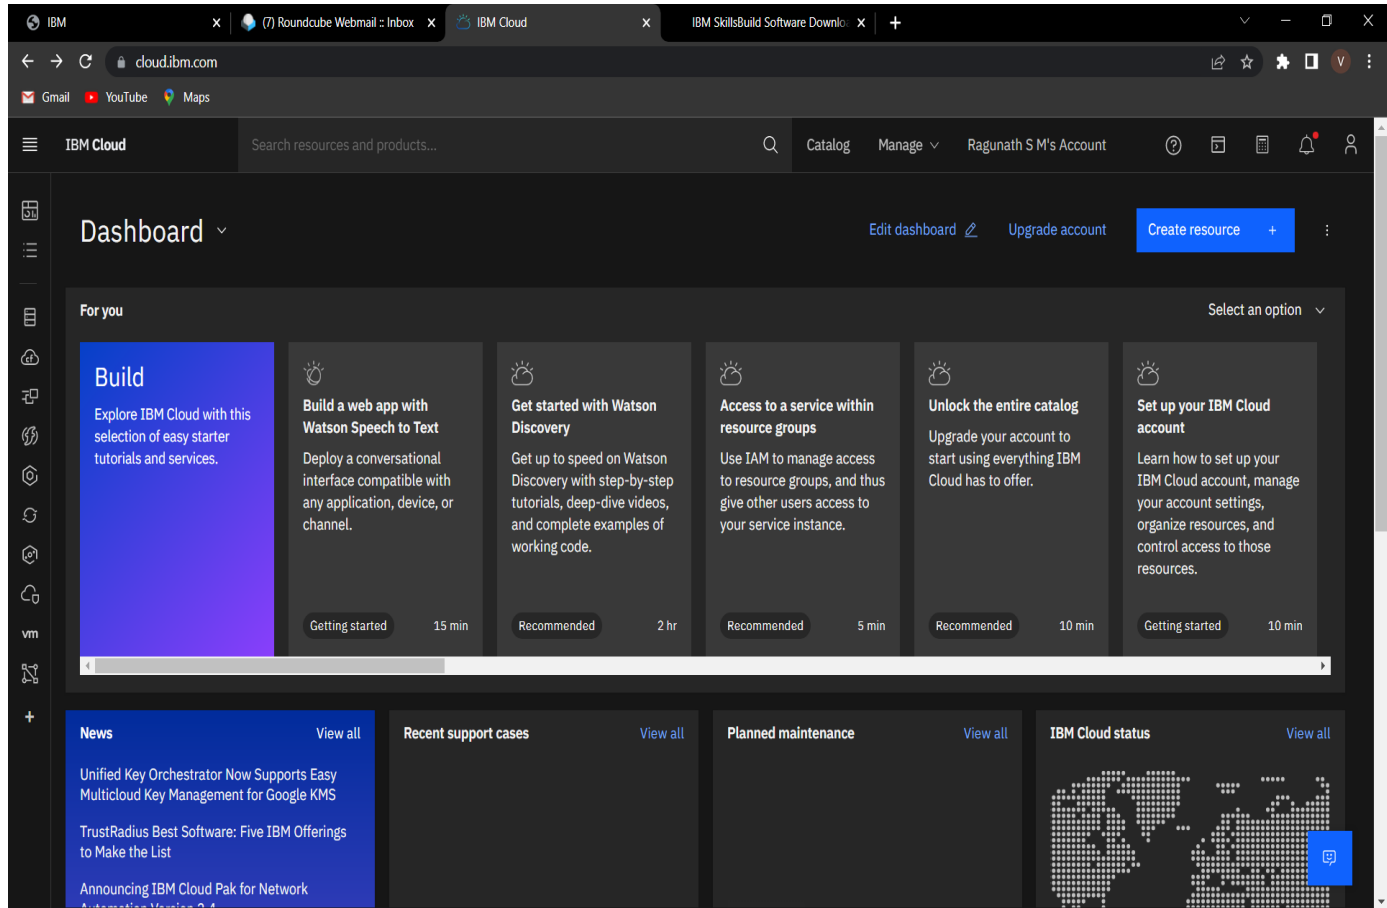 IBM
(7) Roundcube Webmail :: Inbox
IBM Cloud
IBM SkillsBuild Software Downlo
cloud.ibm.com
V
Gmail
YouTube
Maps
IBM Cloud
Search resources and products...
Catalog
Manage
Ragunath S M's Account
Dashboard
Edit dashboard
Upgrade account
Create resource +
For you
Select an option
Build
Explore IBM Cloud with this
selection of easy starter
tutorials and services.
Build a web app with
Watson Speech to Text
Deploy a conversational
interface compatible with
any application, device, or
channel.
Getting started
15 min
Get started with Watson
Discovery
Get up to speed on Watson
Discovery with step-by-step
tutorials, deep-dive videos,
and complete examples of
working code.
Recommended
2 hr
Access to a service within
resource groups
Use IAM to manage access
to resource groups, and thus
give other users access to
your service instance.
Recommended
5 min
Unlock the entire catalog
Upgrade your account to
start using everything IBM
Cloud has to offer.
Recommended
10 min
Set up your IBM Cloud
account
Learn how to set up your
IBM Cloud account, manage
your account settings,
organize resources, and
control access to those
resources.
Getting started
10 min
vm
News
View all
Unified Key Orchestrator Now Supports Easy
Multicloud Key Management for Google KMS
TrustRadius Best Software: Five IBM Offerings
to Make the List
Announcing IBM Cloud Pak for Network
Automation Version 2.4
Recent support cases
View all
Planned maintenance
View all
IBM Cloud status
View all